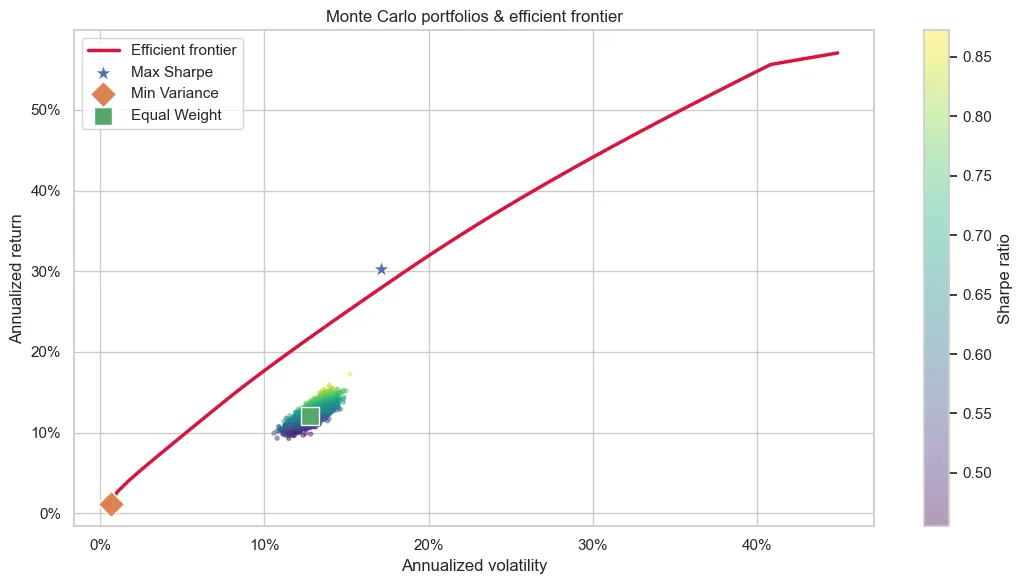 Monte Carlo portfolios & efficient frontier
Efficient frontier
Max Sharpe
Min Variance
Equal Weight
Annualized return
50%
40%
30%
20%
10%
0%
0%
10%
20%
30%
40%
Annualized volatility
0.85
0.80
0.75
0.70
0.65
0.60
0.55
0.50
Sharpe ratio